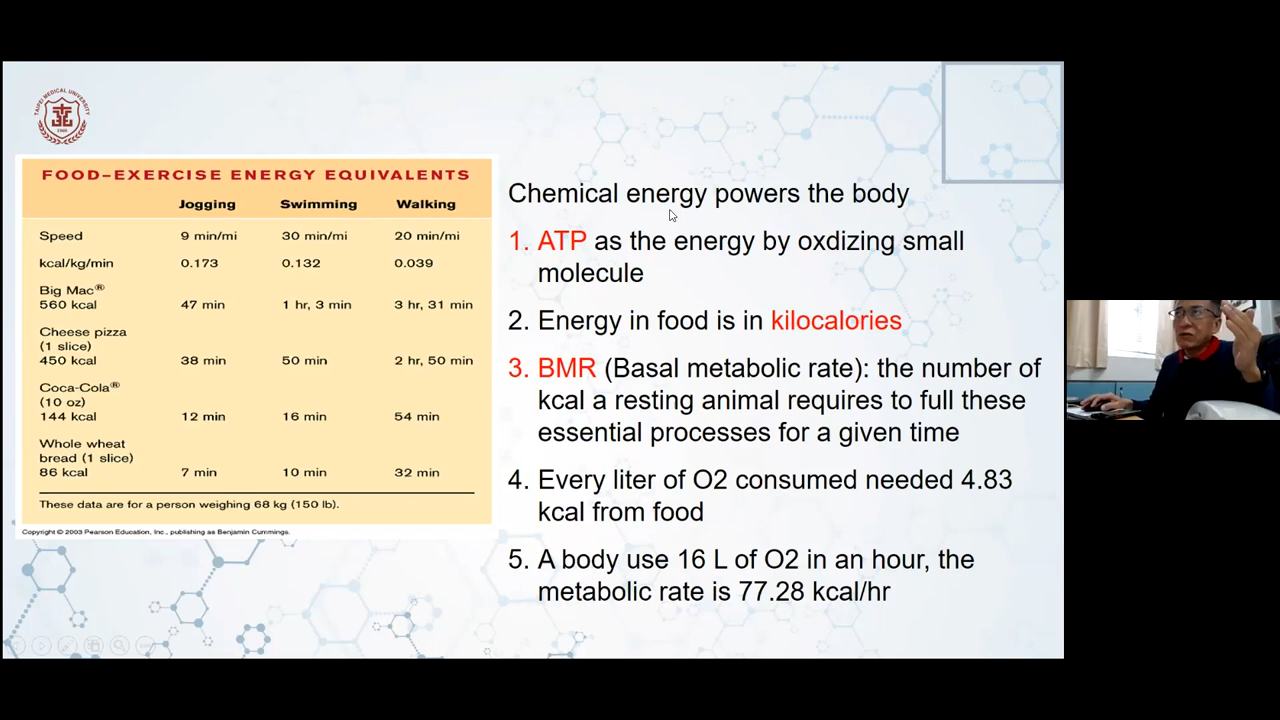 TAIPEI MEDICAL UNIVERSITY
1960
FOOD–EXERCISE ENERGY EQUIVALENTS
Jogging Swimming Walking
Speed 9 min/mi 30 min/mi 20 min/mi
kcal/kg/min 0.173 0.132 0.039
Big Mac®
560 kcal 47 min 1 hr, 3 min 3 hr, 31 min
Cheese pizza
(1 slice)
450 kcal 38 min 50 min 2 hr, 50 min
Coca-Cola®
(10 oz)
144 kcal 12 min 16 min 54 min
Whole wheat
bread (1 slice)
86 kcal 7 min 10 min 32 min
These data are for a person weighing 68 kg (150 lb).
Copyright © 2003 Pearson Education, Inc., publishing as Benjamin Cummings.
Chemical energy powers the body
1. ATP as the energy by oxdizing small
molecule
2. Energy in food is in kilocalories
3. BMR (Basal metabolic rate): the number of
kcal a resting animal requires to full these
essential processes for a given time
4. Every liter of O2 consumed needed 4.83
kcal from food
5. A body use 16 L of O2 in an hour, the
metabolic rate is 77.28 kcal/hr